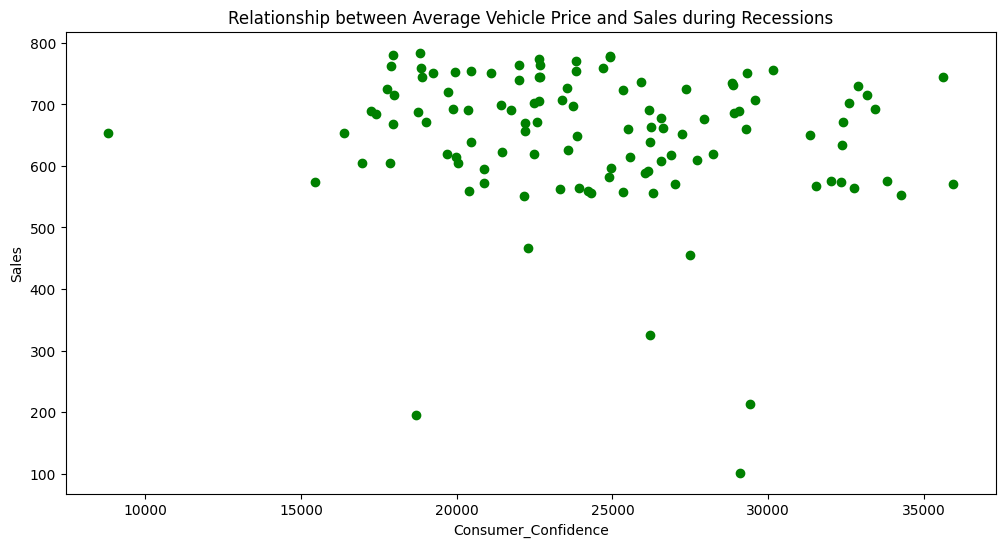 Relationship between Average Vehicle Price and Sales during Recessions
800
700
600
500
400
300
200
100
Sales
10000 15000 20000 25000 30000 35000
Consumer_Confidence